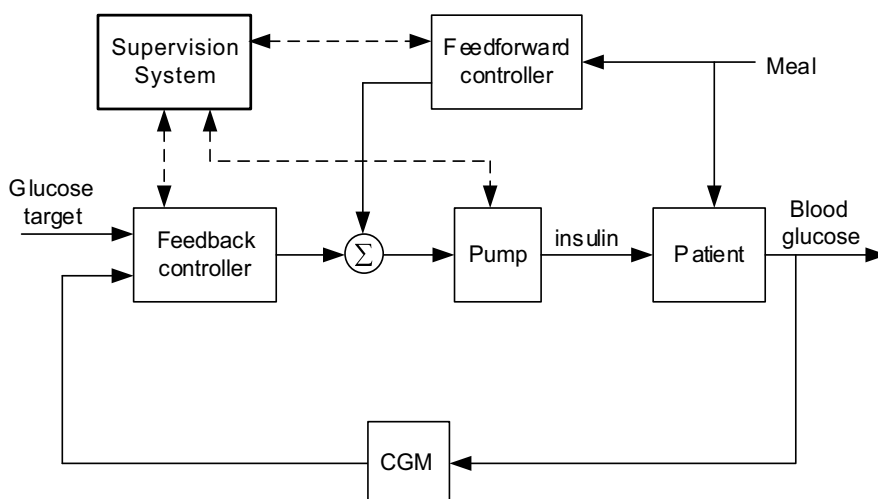 Supervision
System
Feedforward
controller
Meal
Glucose
target
Feedback
controller
Σ
Pump
insulin
Patient
Blood
glucose
CGM